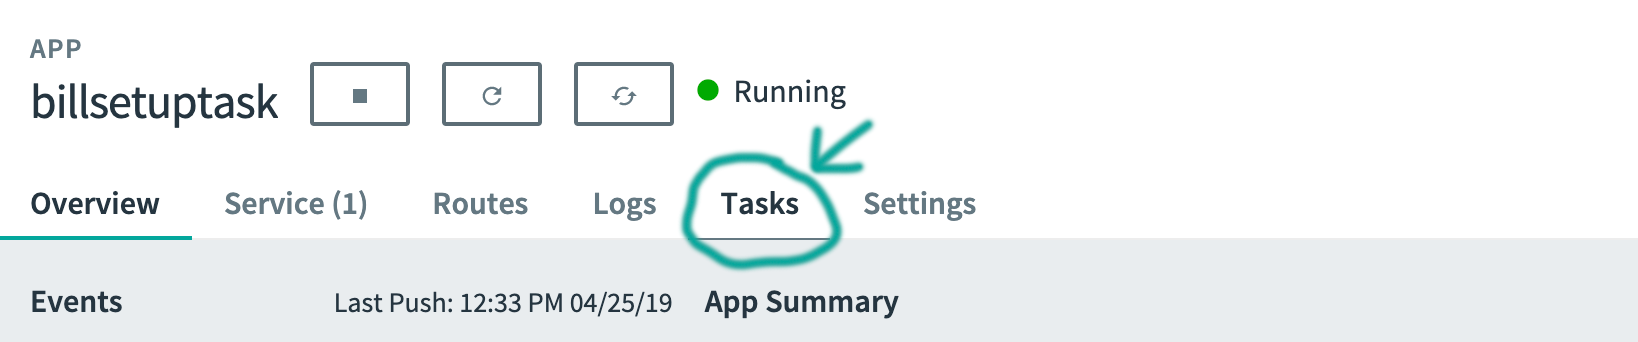 APP
billsetuptask
Running
Overview Service (1) Routes Logs Tasks Settings
Events Last Push: 12:33 PM 04/25/19 App Summary